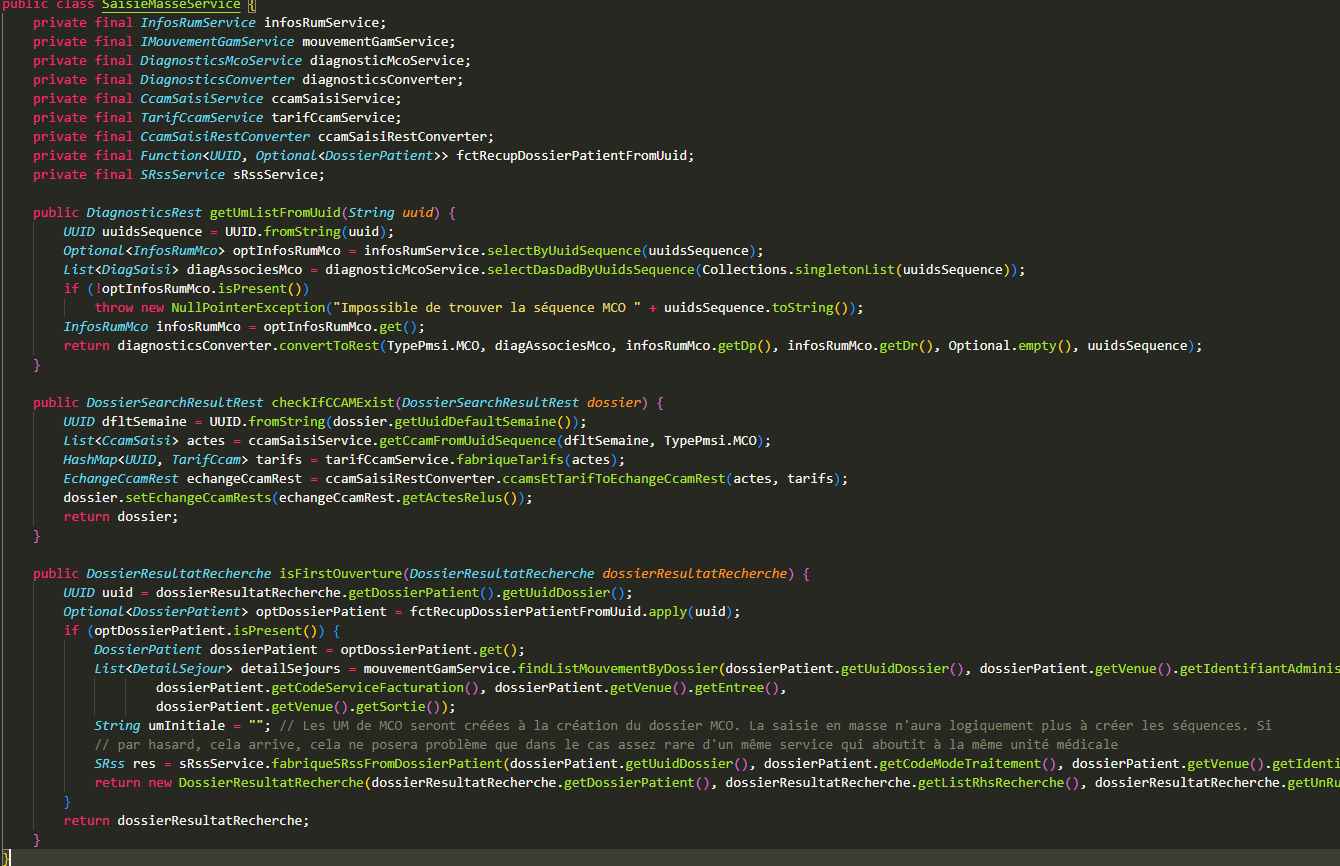 public class SaisieMasseService {
private final InfosRumService infosRumService;
private final IMouvementGamService mouvementGamService;
private final DiagnosticsMcoService diagnosticMcoService;
private final DiagnosticsConverter diagnosticsConverter;
private final CcamSaisiService ccamSaisiService;
private final TarifCcamService tarifCcamService;
private final CcamSaisiRestConverter ccamSaisiRestConverter;
private final Function<UUID, Optional<DossierPatient>> fctRecupDossierPatientFromUuid;
private final SRssService sRssService;
public DiagnosticsRest getUmListFromUuid(String uuid) {
UUID uuidsSequence = UUID.fromString(uuid);
Optional<InfosRumMco> optInfosRumMco = infosRumService.selectByUuidSequence(uuidsSequence);
List<DiagSaisi> diagAssociesMco = diagnosticMcoService.selectDasDadByUuidsSequence(Collections.singletonList(uuidsSequence));
if (!optInfosRumMco.isPresent())
throw new NullPointerException("Impossible de trouver la séquence MCO " + uuidsSequence.toString());
InfosRumMco infosRumMco = optInfosRumMco.get();
return diagnosticsConverter.convertToRest(TypePmsi.MCO, diagAssociesMco, infosRumMco.getDp(), infosRumMco.getDr(), Optional.empty(), uuidsSequence);
}
public DossierSearchResultRest checkIfCCAMExist(DossierSearchResultRest dossier) {
UUID dfltSemaine = UUID.fromString(dossier.getUuidDefaultSemaine());
List<CcamSaisi> actes = ccamSaisiService.getCcamFromUuidSequence(dfltSemaine, TypePmsi.MCO);
HashMap<UUID, TarifCcam> tarifs = tarifCcamService.fabriqueTarifs(actes);
EchangeCcamRest echangeCcamRest = ccamSaisiRestConverter.ccamsEtTarifToEchangeCcamRest(actes, tarifs);
dossier.setEchangeCcamRests(echangeCcamRest.getActesRelus());
return dossier;
}
public DossierResultatRecherche isFirstOuverture(DossierResultatRecherche dossierResultatRecherche) {
UUID uuid = dossierResultatRecherche.getDossierPatient().getUuidDossier();
Optional<DossierPatient> optDossierPatient = fctRecupDossierPatientFromUuid.apply(uuid);
if (optDossierPatient.isPresent()) {
DossierPatient dossierPatient = optDossierPatient.get();
List<DetailSejour> detailSejours = mouvementGamService.findListMouvementByDossier(dossierPatient.getUuidDossier(), dossierPatient.getVenue().getIdentifiantAdminis
dossierPatient.getCodeServiceFacturation(), dossierPatient.getVenue().getEntree(),
dossierPatient.getVenue().getSortie());
String umInitiale = ""; // Les UM de MCO seront créées à la création du dossier MCO. La saisie en masse n'aura logiquement plus à créer les séquences. Si
// par hasard, cela arrive, cela ne posera problème que dans le cas assez rare d'un même service qui aboutit à la même unité médicale
SRss res = sRssService.fabriqueSRssFromDossierPatient(dossierPatient.getUuidDossier(), dossierPatient.getCodeModeTraitement(), dossierPatient.getVenue().getIdenti
return new DossierResultatRecherche(dossierResultatRecherche.getDossierPatient(), dossierResultatRecherche.getListRhsRecherche(), dossierResultatRecherche.getUnRu
}
return dossierResultatRecherche;
}
}